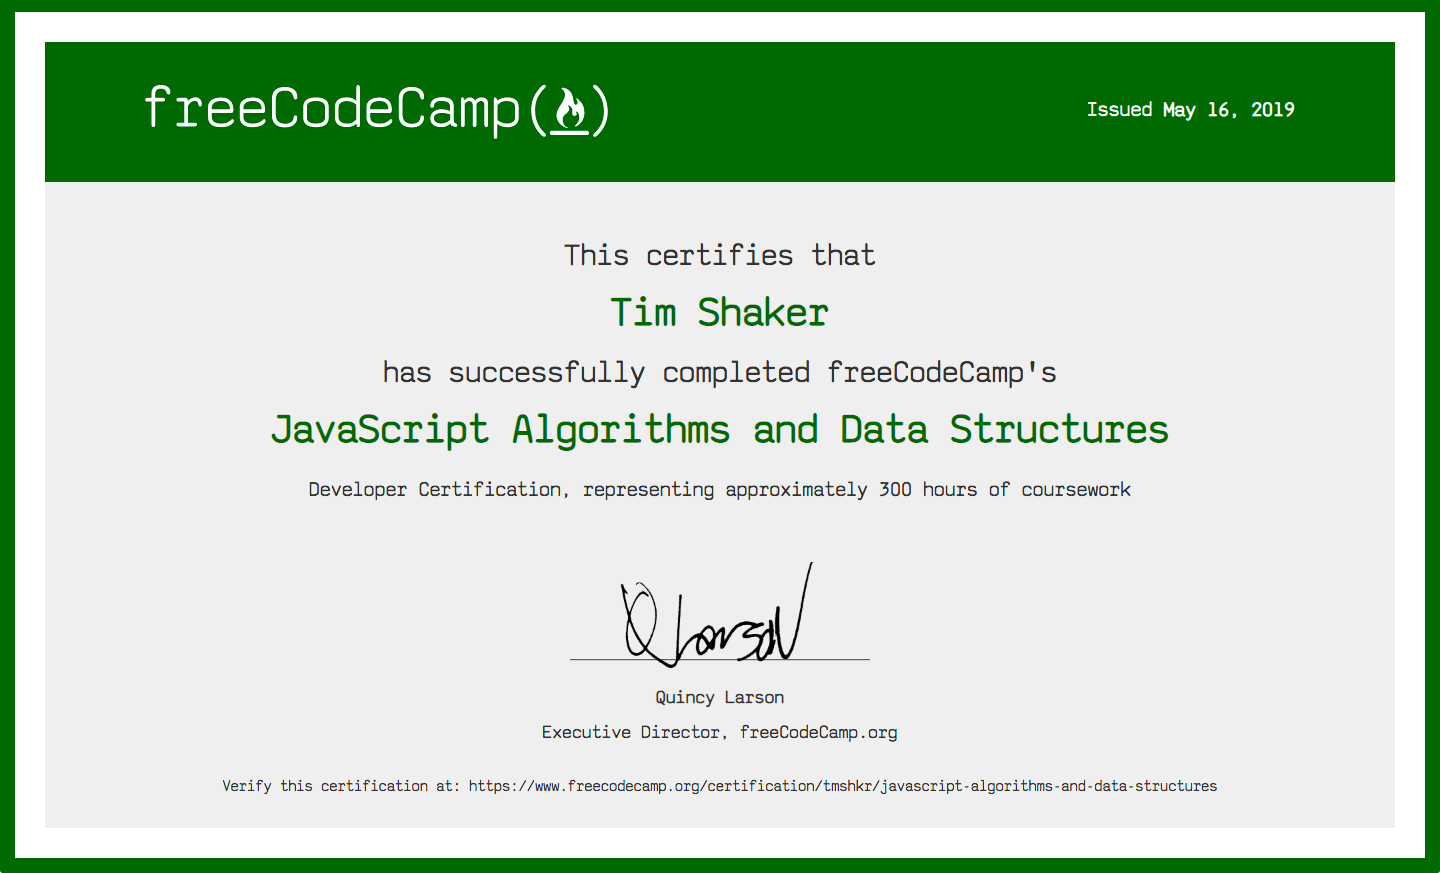 freeCodeCamp(🔥)
Issued May 16, 2019
This certifies that
Tim Shaker
has successfully completed freeCodeCamp's
JavaScript Algorithms and Data Structures
Developer Certification, representing approximately 300 hours of coursework
Q Larson
Quincy Larson
Executive Director, freeCodeCamp.org
Verify this certification at: https://www.freecodecamp.org/certification/tmshkr/javascript-algorithms-and-data-structures